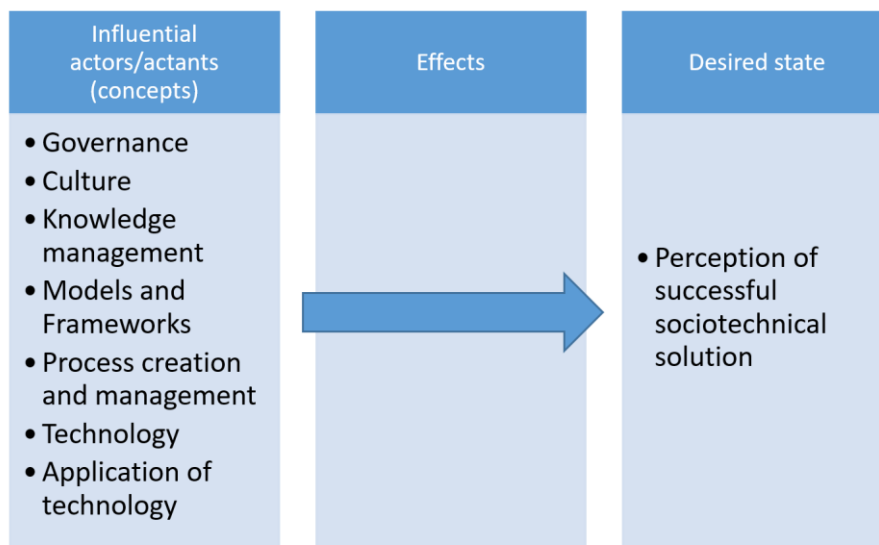 Influential
actors/actants
(concepts)
• Governance
• Culture
• Knowledge
management
• Models and
Frameworks
• Process creation
and management
• Technology
• Application of
technology
Effects
Desired state
• Perception of
successful
sociotechnical
solution